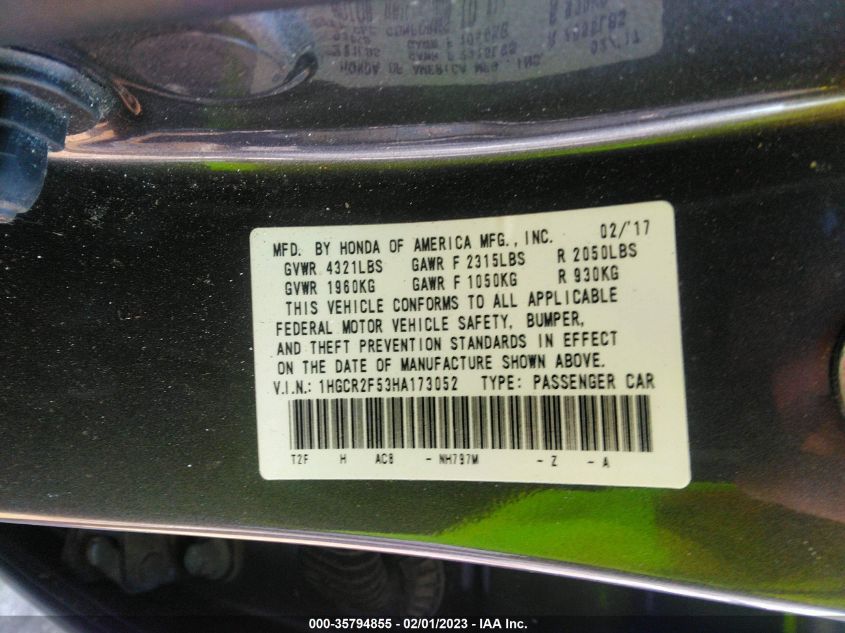 MFD. BY HONDA OF AMERICA MFG., INC. 02/'17
GVWR 4321LBS GAWR F 2315LBS R 2050LBS
GVWR 1960KG GAWR F 1050KG R 930KG
THIS VEHICLE CONFORMS TO ALL APPLICABLE
FEDERAL MOTOR VEHICLE SAFETY, BUMPER,
AND THEFT PREVENTION STANDARDS IN EFFECT
ON THE DATE OF MANUFACTURE SHOWN ABOVE.
V.I.N.: 1HGCR2F53HA173052 TYPE: PASSENGER CAR
T2F H AC8 - NH797M - Z - A
000-35794855 — 02/01/2023 — IAA Inc.